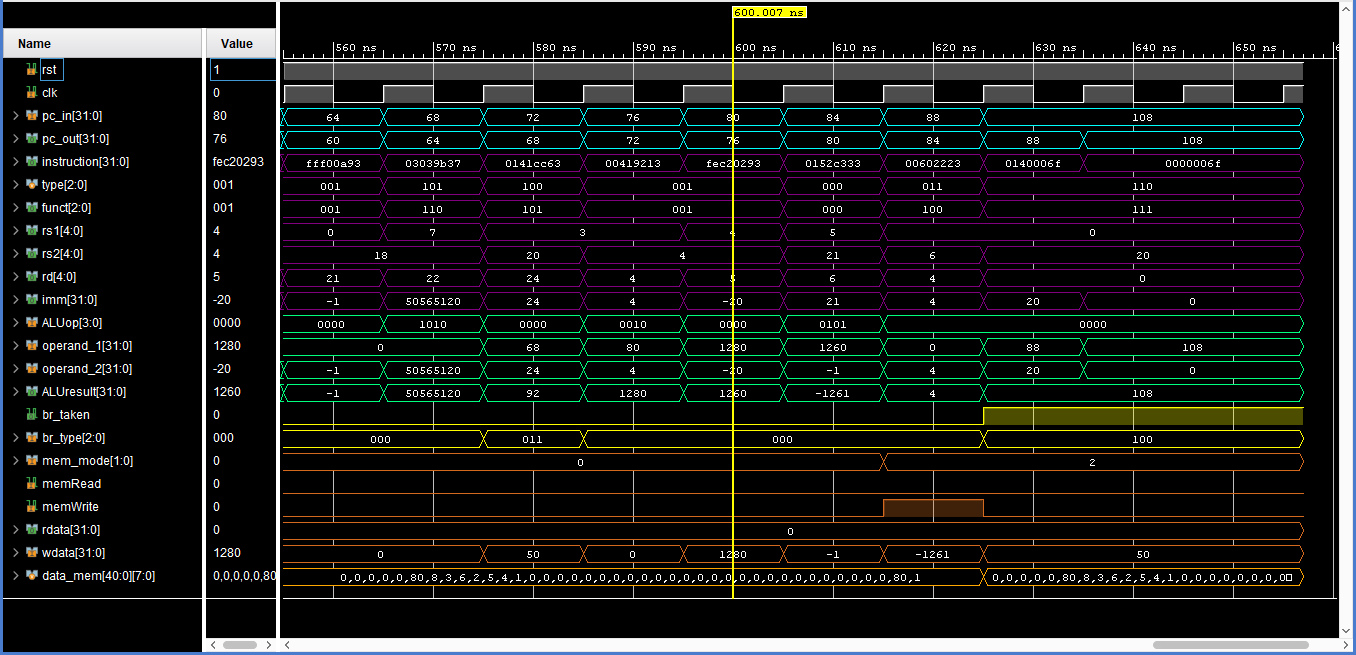 600.007 ns
Name Value 560 ns 570 ns 580 ns 590 ns 600 ns 610 ns 620 ns 630 ns 640 ns 650 ns
rst 1
clk 0
pc_in[31:0] 80 64 68 72 76 80 84 88 108
pc_out[31:0] 76 60 64 68 72 76 80 84 88 108
instruction[31:0] fec20293 fff00a93 03039b37 0141cc63 00419213 fec20293 0152c333 00602223 0140006f 0000006f
type[2:0] 001 001 101 100 001 000 011 110
funct[2:0] 001 001 110 101 001 000 100 111
rs1[4:0] 4 0 7 3 4 5 0
rs2[4:0] 4 18 20 4 21 6 20
rd[4:0] 5 21 22 24 4 5 6 4 0
imm[31:0] -20 -1 50565120 24 4 -20 21 4 20 0
ALUop[3:0] 0000 0000 1010 0000 0010 0000 0101 0000
operand_1[31:0] 1280 0 68 80 1280 1260 0 88 108
operand_2[31:0] -20 -1 50565120 24 4 -20 -1 4 20 0
ALUresult[31:0] 1260 -1 50565120 92 1280 1260 -1261 4 108
br_taken 0
br_type[2:0] 000 000 011 000 100
mem_mode[1:0] 0 0 2
memRead 0
memWrite 0
rdata[31:0] 0 0
wdata[31:0] 1280 0 50 0 1280 -1 -1261 50
data_mem[40:0][7:0] 0,0,0,0,0,80 0,0,0,0,0,80,8,3,6,2,5,4,1,0,0,0,0,0,0,0,0,0,0,0,0,0,0,0,0,0,0,0,0,0,0,80,1 0,0,0,0,0,80,8,3,6,2,5,4,1,0,0,0,0,0,0,0,0